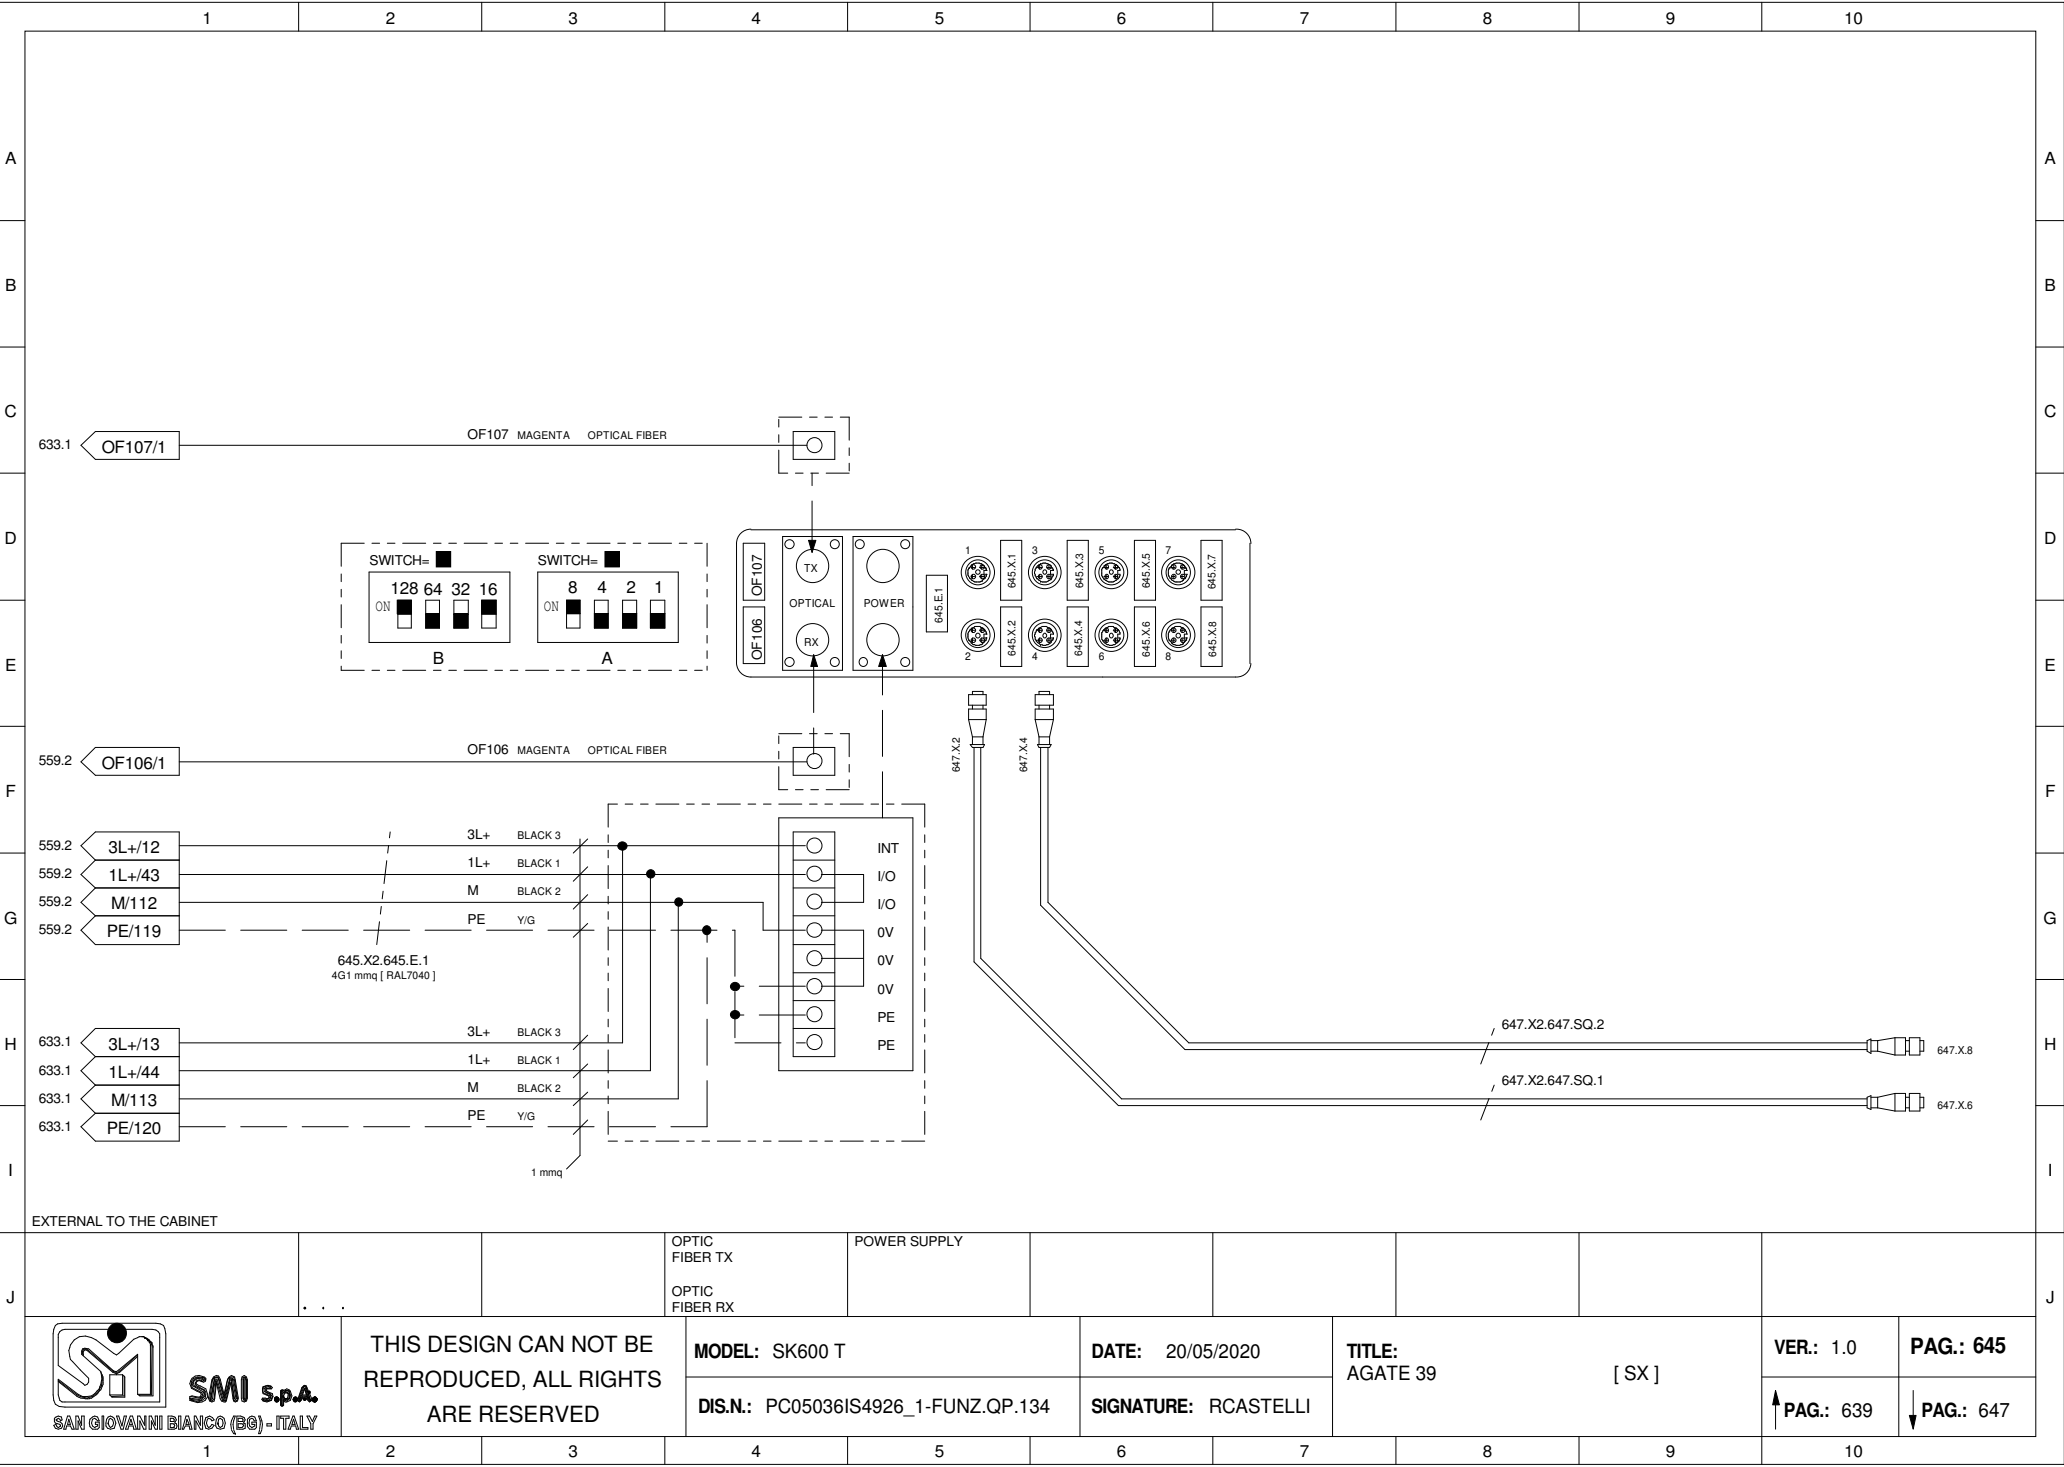 1 2 3 4 5 6 7 8 9 10
A A
B B
C C
633.1 OF107/1 OF107 MAGENTA OPTICAL FIBER
D D
SWITCH= SWITCH=
128 64 32 16 8 4 2 1
ON ON
B A
OF107 TX OPTICAL POWER
OF106 RX
645.E.1
1 645.X.1 3 645.X.3 5 645.X.5 7 645.X.7
2 645.X.2 4 645.X.4 6 645.X.6 8 645.X.8
E E
647.X.2 647.X.4
559.2 OF106/1 OF106 MAGENTA OPTICAL FIBER
F F
559.2 3L+/12 3L+ BLACK 3 INT
559.2 1L+/43 1L+ BLACK 1 I/O
559.2 M/112 M BLACK 2 I/O
G G
559.2 PE/119 PE Y/G 0V
645.X2.645.E.1 0V
4G1 mmq [ RAL7040 ]
0V
PE
PE
H H
647.X2.647.SQ.2
647.X.8
647.X2.647.SQ.1
647.X.6
633.1 3L+/13 3L+ BLACK 3
633.1 1L+/44 1L+ BLACK 1
633.1 M/113 M BLACK 2
633.1 PE/120 PE Y/G
I I
1 mmq
EXTERNAL TO THE CABINET
OPTIC
FIBER TX
POWER SUPPLY
OPTIC
FIBER RX
J . . . J
SMI S.p.A.
SAN GIOVANNI BIANCO (BG) - ITALY
THIS DESIGN CAN NOT BE
REPRODUCED, ALL RIGHTS
ARE RESERVED
MODEL: SK600 T
DIS.N.: PC05036IS4926_1-FUNZ.QP.134
DATE: 20/05/2020
SIGNATURE: RCASTELLI
TITLE:
AGATE 39 [ SX ]
VER.: 1.0 PAG.: 645
PAG.: 639 PAG.: 647
1 2 3 4 5 6 7 8 9 10